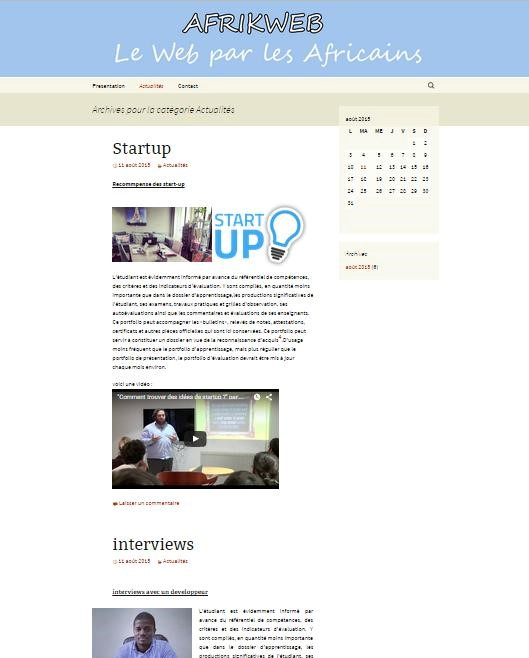 AFRIKWEB
Le Web par les Africains
Presentation Actualités Contact
Archives pour la catégorie Actualités
Startup
11 août 2015 Actualités
Recommpense des start-up
START
UP
L'étudiant est évidemment informé par avance du référentiel de compétences,
des critères et des indicateurs d'évaluation. Y sont compilés, en quantité moins
importante que dans le dossier d'apprentissage,les productions significatives de
l'étudiant, ses examens, travaux pratiques et grilles d'observation, ses
autoévaluations ainsi que les commentaires et évaluations de ses enseignants.
Ce portfolio peut accompagner les «bulletins», relevés de notes, attestations,
certificats et autres pièces officielles qui sont ici conservées. Ce portfolio peut
servir à constituer un dossier en vue de la reconnaissance d'acquis .D'usage
moins fréquent que le portfolio d'apprentissage, mais plus régulier que le
portfolio de présentation, le portfolio d'évaluation devrait être mis à jour
chaque mois environ.
voici une vidéo :
"Comment trouver des idées de startup ?" par ...
Laisser un commentaire
interviews
11 août 2015 Actualités
interviews avec un developpeur
L'étudiant est évidemment informé par
avance du référentiel de compétences, des
critères et des indicateurs d'évaluation. Y
sont compilés, en quantité moins importante
que dans le dossier d'apprentissage, les
productions significatives de l'étudiant, ses
août 2015
L MA ME J V S D
1 2
3 4 5 6 7 8 9
10 11 12 13 14 15 16
17 18 19 20 21 22 23
24 25 26 27 28 29 30
31
Archives
août 2015 (6)